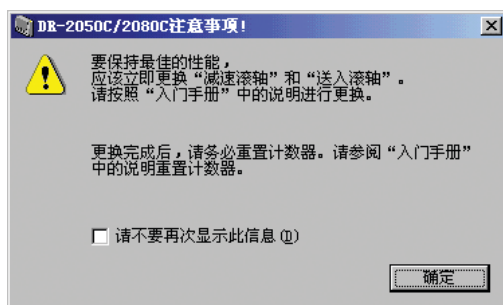 DR-2050C/2080C注意事項!
要保持最佳的性能，
应该立即更换“减速滚轴”和“送入滚轴”。
请按照“入门手册”中的说明进行更换。
更换完成后，请务必重置计数器。请参阅“入门手册”
中的说明重置计数器。
请不要再次显示此信息(D)
确定